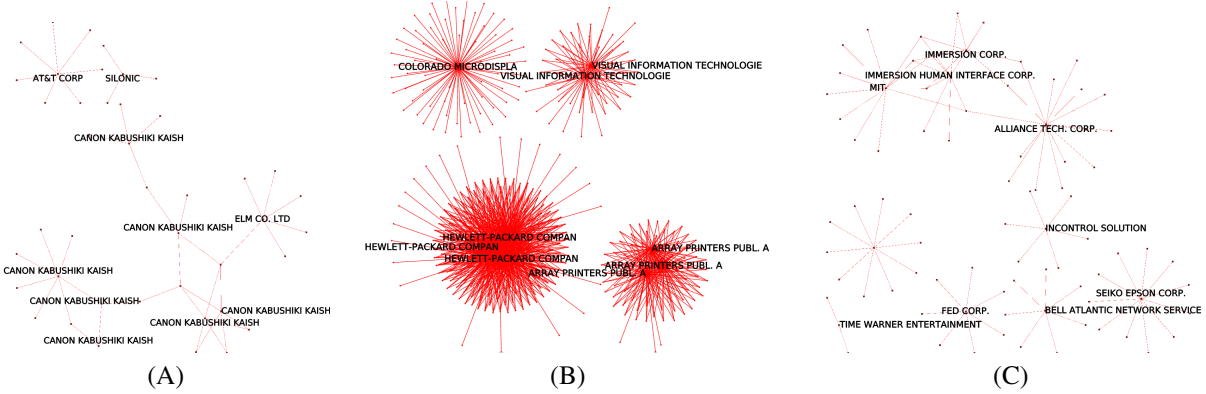 AT&T CORP
SILONIC
CANON KABUSHIKI KAISH
CANON KABUSHIKI KAISH
ELM CO. LTD
CANON KABUSHIKI KAISH
CANON KABUSHIKI KAISH
CANON KABUSHIKI KAISH
CANON KABUSHIKI KAISH
CANON KABUSHIKI KAISH
(A)
COLORADO MICRODISPLA
VISUAL INFORMATION TECHNOLOGIE
VISUAL INFORMATION TECHNOLOGIE
HEWLETT-PACKARD COMPAN
HEWLETT-PACKARD COMPAN
HEWLETT-PACKARD COMPAN
ARRAY PRINTERS PUBL. A
ARRAY PRINTERS PUBL. A
ARRAY PRINTERS PUBL. A
(B)
IMMERSION CORP.
IMMERSION HUMAN INTERFACE CORP.
MIT
ALLIANCE TECH. CORP.
INCONTROL SOLUTION
SEIKO EPSON CORP.
FED CORP.
BELL ATLANTIC NETWORK SERVICE
TIME WARNER ENTERTAINMENT
(C)